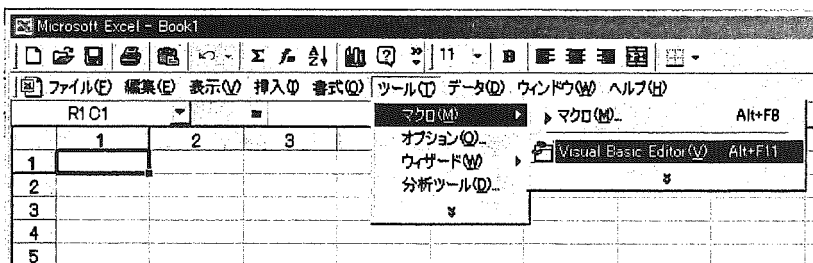 Microsoft Excel - Book1
Σ f* 11 B
ファイル(F) 編集(E) 表示(V) 挿入(I) 書式(O) ツール(T) データ(D) ウィンドウ(W) ヘルプ(H)
R1C1 =
マクロ(M) マクロ(M)... Alt+F8
1 2 3
オプション(O)...
Visual Basic Editor(V) Alt+F11
ウィザード(W)
分析ツール(D)...
1
2
3
4
5